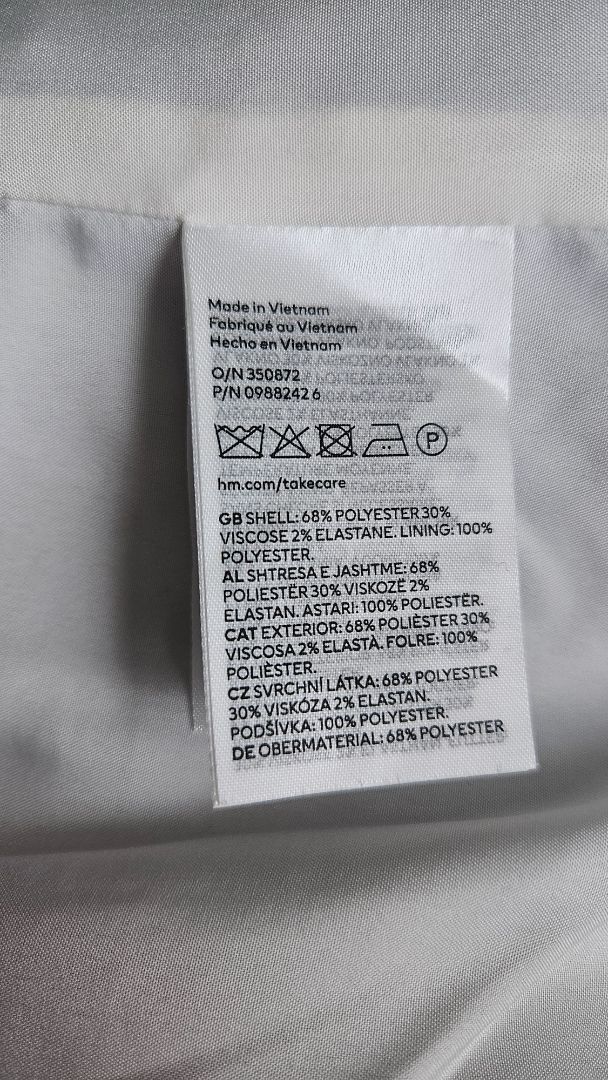 Made in Vietnam
Fabriqué au Vietnam
Hecho en Vietnam
O/N 350872
P/N 0988242 6
P
hm.com/takecare
GB SHELL: 68% POLYESTER 30%
VISCOSE 2% ELASTANE. LINING: 100%
POLYESTER.
AL SHTRESA E JASHTME: 68%
POLIESTËR 30% VISKOZË 2%
ELASTAN. ASTARI: 100% POLIESTËR.
CAT EXTERIOR: 68% POLIÈSTER 30%
VISCOSA 2% ELASTÀ. FOLRE: 100%
POLIÈSTER.
CZ SVRCHNÍ LÁTKA: 68% POLYESTER
30% VISKÓZA 2% ELASTAN.
PODŠÍVKA: 100% POLYESTER.
DE OBERMATERIAL: 68% POLYESTER